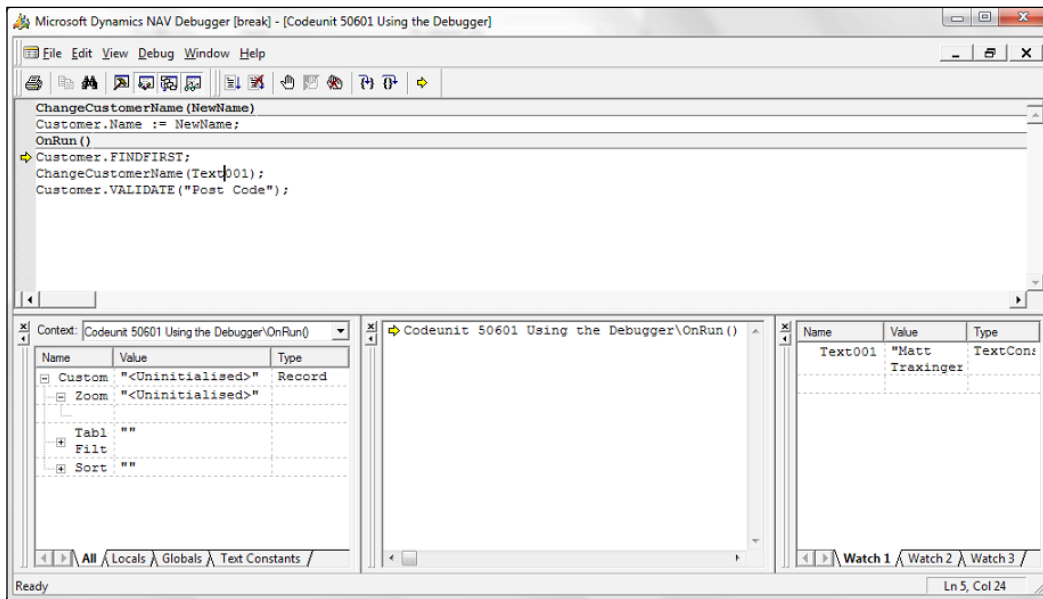 Microsoft Dynamics NAV Debugger [break] - [Codeunit 50601 Using the Debugger]
File Edit View Debug Window Help
ChangeCustomerName(NewName)
Customer.Name := NewName;
OnRun()
Customer.FINDFIRST;
ChangeCustomerName(Text001);
Customer.VALIDATE("Post Code");
Context: Codeunit 50601 Using the Debugger\OnRun()
Name Value Type
Custom "<Uninitialised>" Record
Zoom "<Uninitialised>"
Tabl ""
Filt
Sort ""
All Locals Globals Text Constants
Codeunit 50601 Using the Debugger\OnRun()
Name Value Type
Text001 "Matt TextCons
Traxinger
Watch 1 Watch 2 Watch 3
Ready Ln 5, Col 24